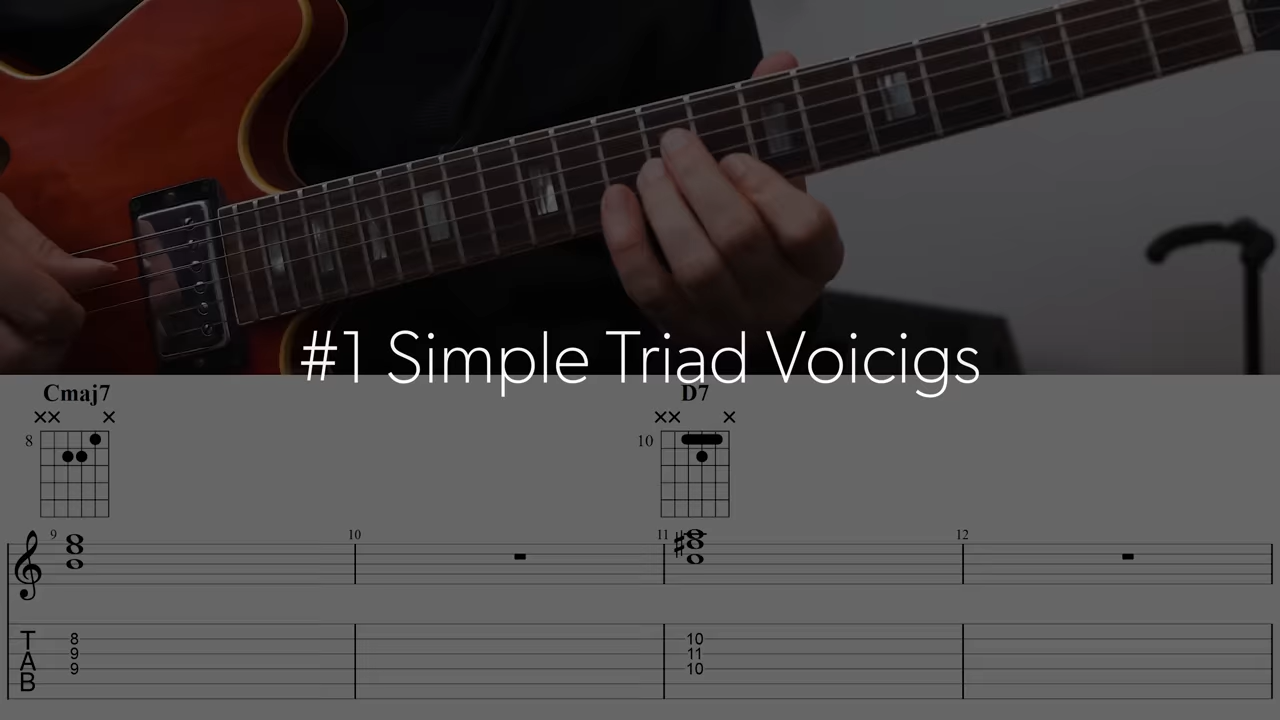 #1 Simple Triad Voicigs
Cmaj7 D7
×× × ×× ×
8 10
9 10 11 12
T 8 10
A 9 11
B 9 10